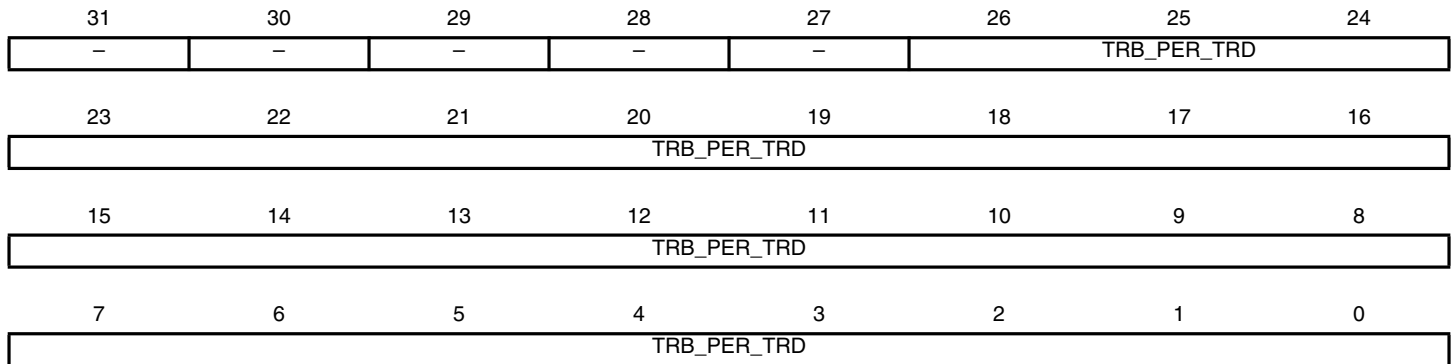 31 30 29 28 27 26 25 24
– – – – – TRB_PER_TRD
23 22 21 20 19 18 17 16
TRB_PER_TRD
15 14 13 12 11 10 9 8
TRB_PER_TRD
7 6 5 4 3 2 1 0
TRB_PER_TRD